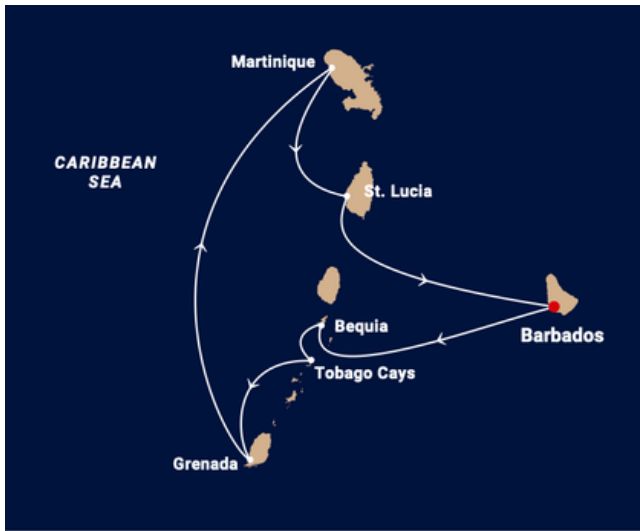 Martinique
CARIBBEAN
SEA
St. Lucia
Bequia
Barbados
Tobago Cays
Grenada